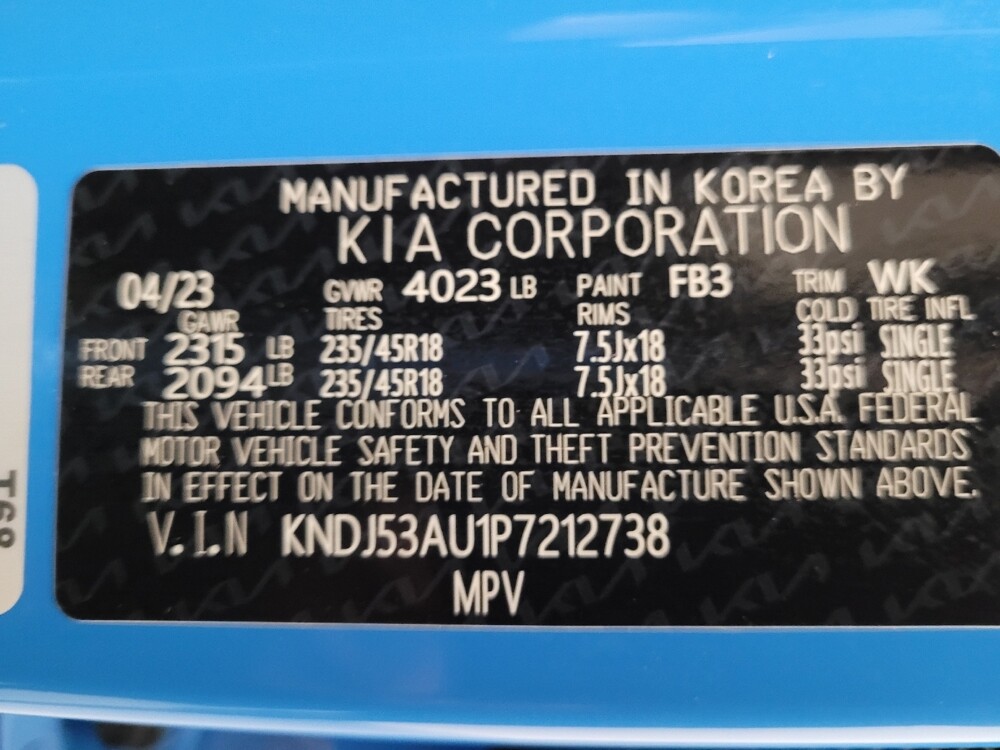 MANUFACTURED IN KOREA BY
KIA CORPORATION
04/23 GVWR 4023 LB PAINT FB3 TRIM WK
GAWR TIRES RIMS COLD TIRE INFL
FRONT 2315 LB 235/45R18 7.5Jx18 33psi SINGLE
REAR 2094 LB 235/45R18 7.5Jx18 33psi SINGLE
THIS VEHICLE CONFORMS TO ALL APPLICABLE U.S.A. FEDERAL
MOTOR VEHICLE SAFETY AND THEFT PREVENTION STANDARDS
IN EFFECT ON THE DATE OF MANUFACTURE SHOWN ABOVE.
V.I.N KNDJ53AU1P7212738
MPV